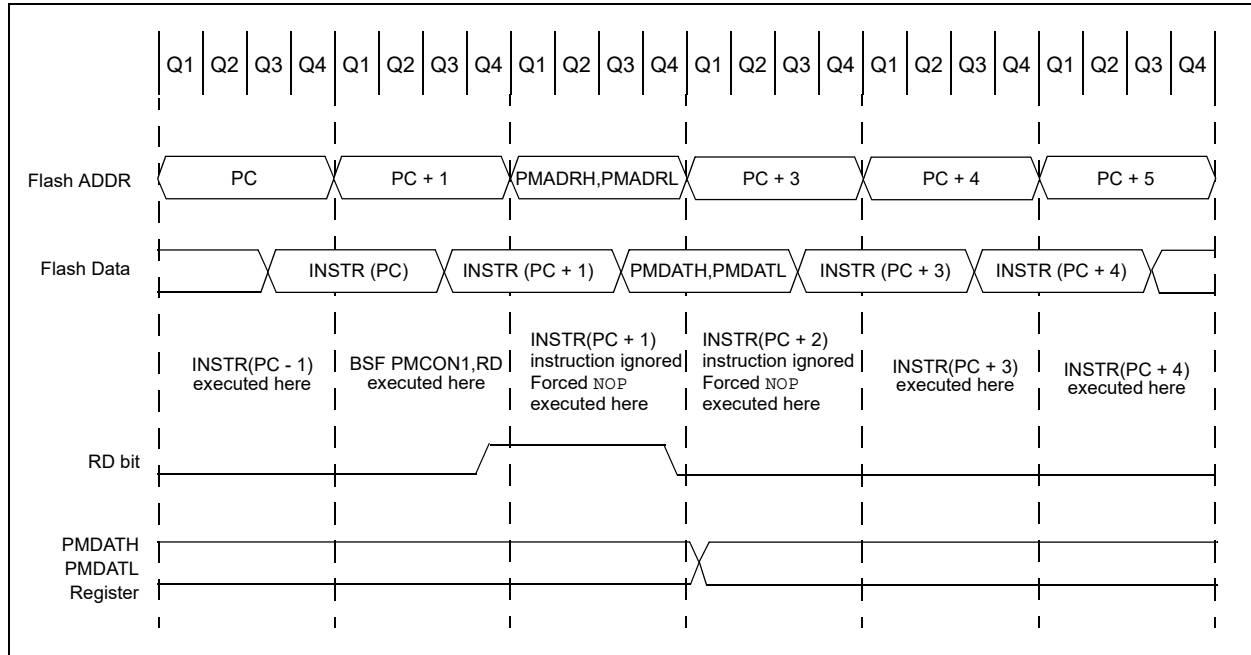 Q1 Q2 Q3 Q4 Q1 Q2 Q3 Q4 Q1 Q2 Q3 Q4 Q1 Q2 Q3 Q4 Q1 Q2 Q3 Q4 Q1 Q2 Q3 Q4
Flash ADDR PC PC + 1 PMADRH,PMADRL PC + 3 PC + 4 PC + 5
Flash Data INSTR (PC) INSTR (PC + 1) PMDATH,PMDATL INSTR (PC + 3) INSTR (PC + 4)
INSTR(PC - 1)
executed here
BSF PMCON1,RD
executed here
INSTR(PC + 1)
instruction ignored
Forced NOP
executed here
INSTR(PC + 2)
instruction ignored
Forced NOP
executed here
INSTR(PC + 3)
executed here
INSTR(PC + 4)
executed here
RD bit
PMDATH
PMDATL
Register